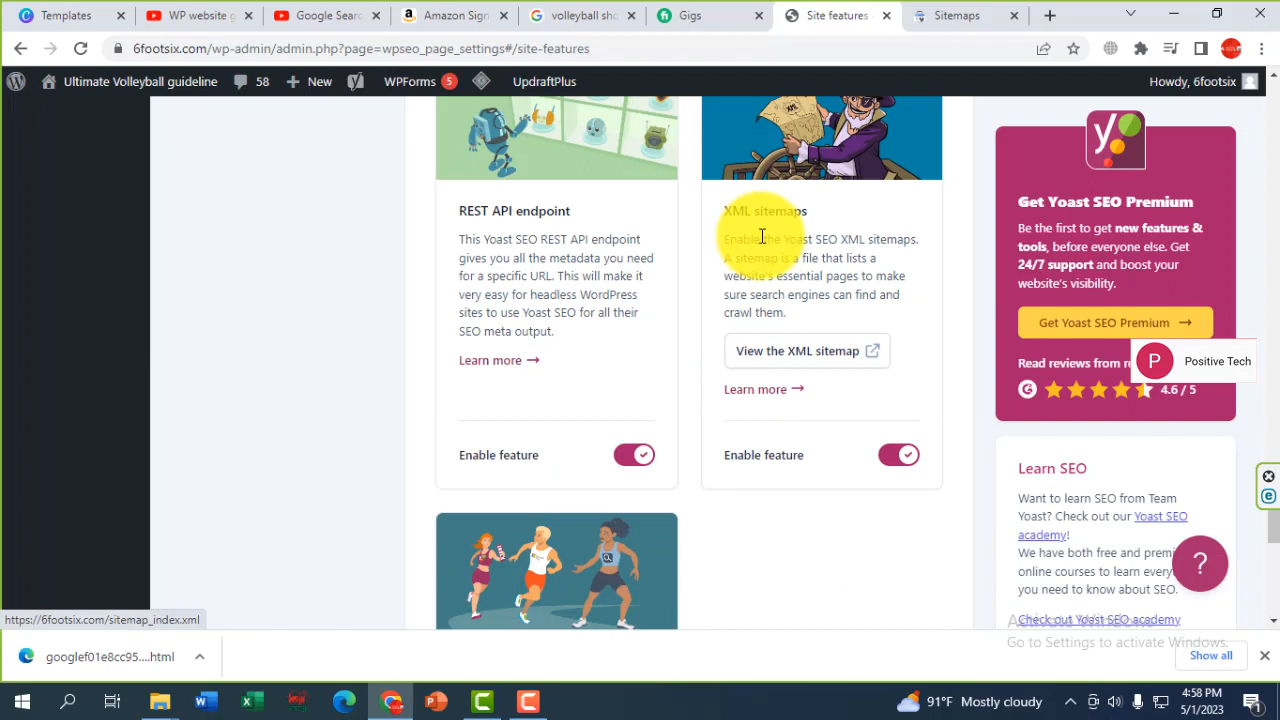 Templates
WP website g
Google Searc
Amazon Sign
volleyball sho
Gigs
Site features -
Sitemaps
6footsix.com/wp-admin/admin.php?page=wpseo_page_settings#/site-features
Ultimate Volleyball guideline
58
New
WPForms
5
UpdraftPlus
Howdy, 6footsix
XML
REST API endpoint
This Yoast SEO REST API endpoint
gives you all the metadata you need
for a specific URL. This will make it
very easy for headless WordPress
sites to use Yoast SEO for all their
SEO meta output.
Learn more
Enable feature
XML sitemaps
Enable the Yoast SEO XML sitemaps.
A sitemap is a file that lists a
website's essential pages to make
sure search engines can find and
crawl them.
View the XML sitemap
Learn more
Enable feature
yo
Get Yoast SEO Premium
Be the first to get new features &
tools, before everyone else. Get
24/7 support and boost your
website's visibility.
Get Yoast SEO Premium
Read reviews from
P
Positive Tech
4.6 / 5
Learn SEO
Want to learn SEO from Team
Yoast? Check out our Yoast SEO
academy!
We have both free and premi
online courses to learn every
you need to know about SEO.
Check out Yoast SEO academy
?
Activate Windows
Go to Settings to activate Windows.
https://6footsix.com/sitemap_index.xml
googlef01e8cc95....html
Show all
91°F Mostly cloudy
4:58 PM
5/1/2023
1